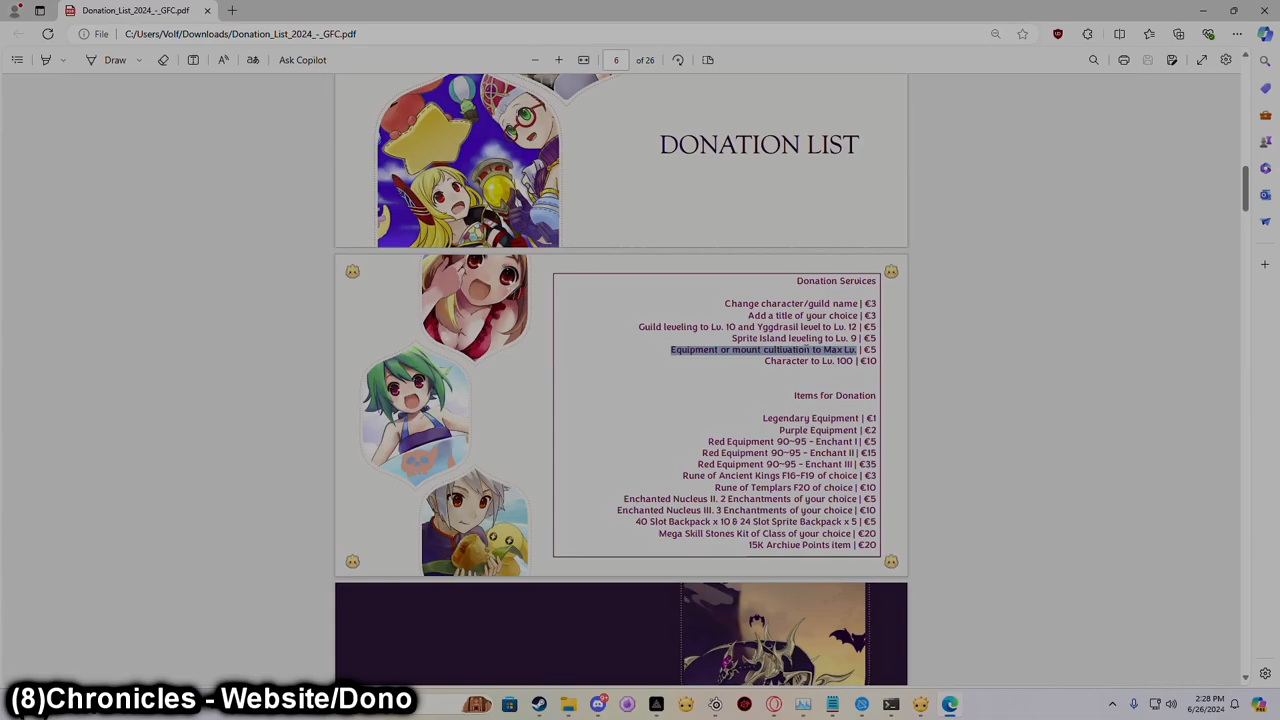 Donation_List_2024_-_GFC.pdf
File
C:/Users/Volf/Downloads/Donation_List_2024_-_GFC.pdf
Draw
Ask Copilot
6
of 26
DONATION LIST
Donation Services
Change character/guild name | €3
Add a title of your choice | €3
Guild leveling to Lv. 10 and Yggdrasil level to Lv. 12 | €5
Sprite Island leveling to Lv. 9 | €5
Equipment or mount cultivation to Max Lv. | €5
Character to Lv. 100 | €10
Items for Donation
Legendary Equipment | €1
Purple Equipment | €2
Red Equipment 90~95 - Enchant I | €5
Red Equipment 90~95 - Enchant II | €15
Red Equipment 90~95 - Enchant III | €35
Rune of Ancient Kings F16-F19 of choice | €3
Rune of Templars F20 of choice | €10
Enchanted Nucleus II. 2 Enchantments of your choice | €5
Enchanted Nucleus III. 3 Enchantments of your choice | €10
40 Slot Backpack x 10 & 24 Slot Sprite Backpack x 5 | €5
Mega Skill Stones Kit of Class of your choice | €20
15K Archive Points item | €20
(8)Chronicles - Website/Dono
2:28 PM
6/26/2024